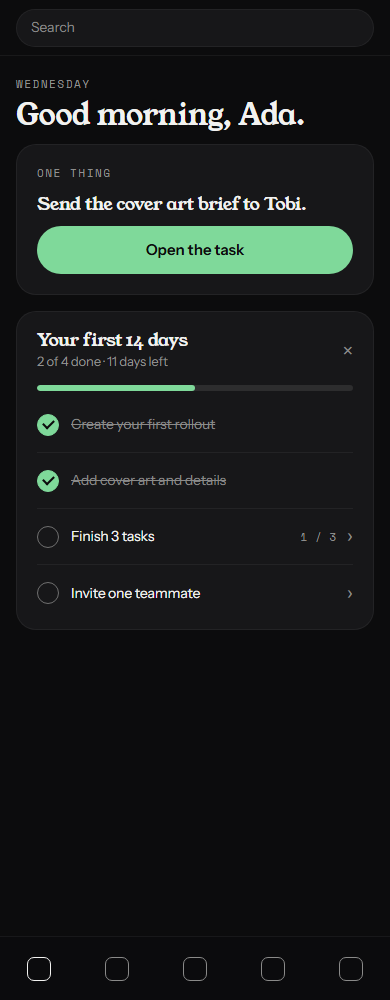 Search
WEDNESDAY
Good morning, Ada.
ONE THING
Send the cover art brief to Tobi.
Open the task
Your first 14 days
2 of 4 done · 11 days left
×
Create your first rollout
Add cover art and details
Finish 3 tasks
1 / 3 ›
Invite one teammate
›